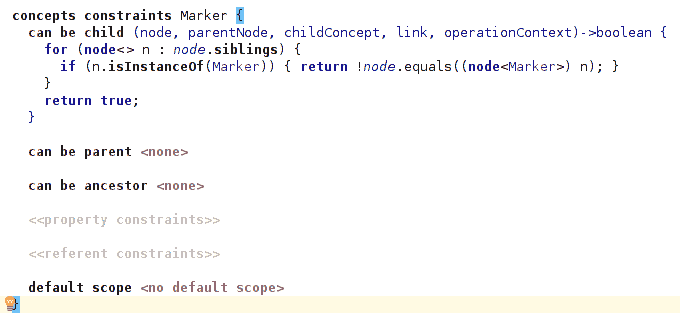 concepts constraints Marker {
can be child (node, parentNode, childConcept, link, operationContext)->boolean {
for (node<> n : node.siblings) {
if (n.isInstanceOf(Marker)) { return !node.equals((node<Marker>) n); }
}
return true;
}
can be parent <none>
can be ancestor <none>
<<property constraints>>
<<referent constraints>>
default scope <no default scope>
}